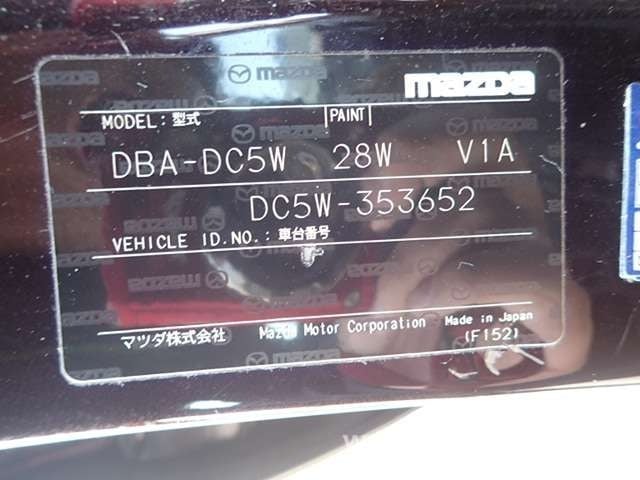 mazda
mazda
MODEL：型式 PAINT
DBA-DC5W 28W V1A
DC5W-353652
VEHICLE ID.NO.：車台番号
マツダ株式会社 Mazda Motor Corporation Made in Japan
(F152)